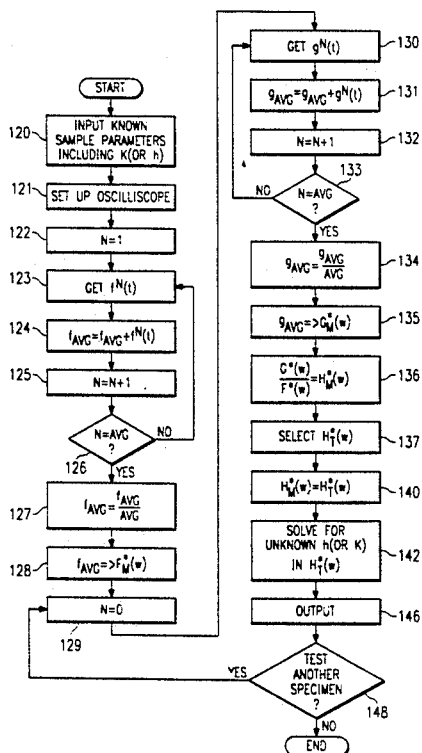 START
120
INPUT KNOWN
SAMPLE PARAMETERS
INCLUDING K(OR h)
121
SET UP OSCILLISCOPE
122
N=1
123
GET f^N(t)
124
f_AVG=f_AVG+f^N(t)
125
N=N+1
N=AVG
?
NO
126
YES
127
f_AVG=f_AVG/AVG
128
f_AVG=>F*_M(w)
N=0
129
GET g^N(t)
130
g_AVG=g_AVG+g^N(t)
131
N=N+1
132
133
NO
N=AVG
?
YES
g_AVG=g_AVG/AVG
134
g_AVG=>G*_M(w)
135
G*(w)/F*(w)=H*_M(w)
136
SELECT H*_T(w)
137
H*_M(w)=H*_T(w)
140
SOLVE FOR
UNKNOWN h(OR K)
IN H*_T(w)
142
OUTPUT
146
YES
TEST
ANOTHER
SPECIMEN
?
148
NO
END